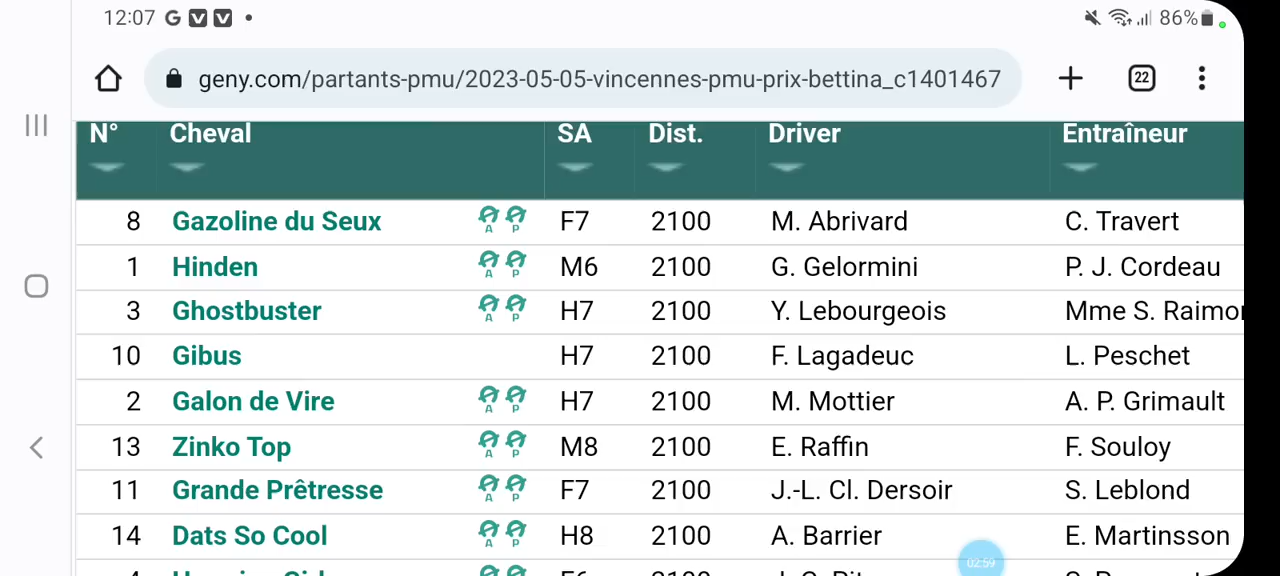 12:07 G V V 86%
geny.com/partants-pmu/2023-05-05-vincennes-pmu-prix-bettina_c1401467 22
N° Cheval SA Dist. Driver Entraîneur
8 Gazoline du Seux A P F7 2100 M. Abrivard C. Travert
1 Hinden A P M6 2100 G. Gelormini P. J. Cordeau
3 Ghostbuster A P H7 2100 Y. Lebourgeois Mme S. Raimo
10 Gibus H7 2100 F. Lagadeuc L. Peschet
2 Galon de Vire A P H7 2100 M. Mottier A. P. Grimault
13 Zinko Top A P M8 2100 E. Raffin F. Souloy
11 Grande Prêtresse A P F7 2100 J.-L. Cl. Dersoir S. Leblond
14 Dats So Cool A P H8 2100 A. Barrier E. Martinsson
02:59